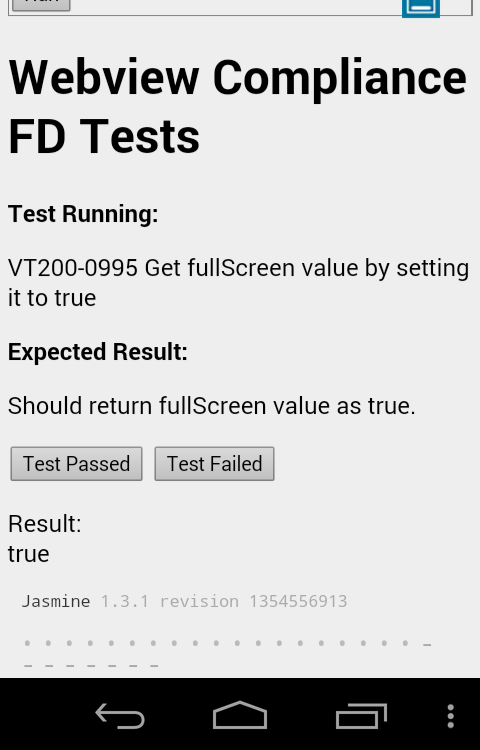 Webview Compliance
FD Tests
Test Running:
VT200-0995 Get fullScreen value by setting
it to true
Expected Result:
Should return fullScreen value as true.
Test Passed Test Failed
Result:
true
Jasmine 1.3.1 revision 1354556913